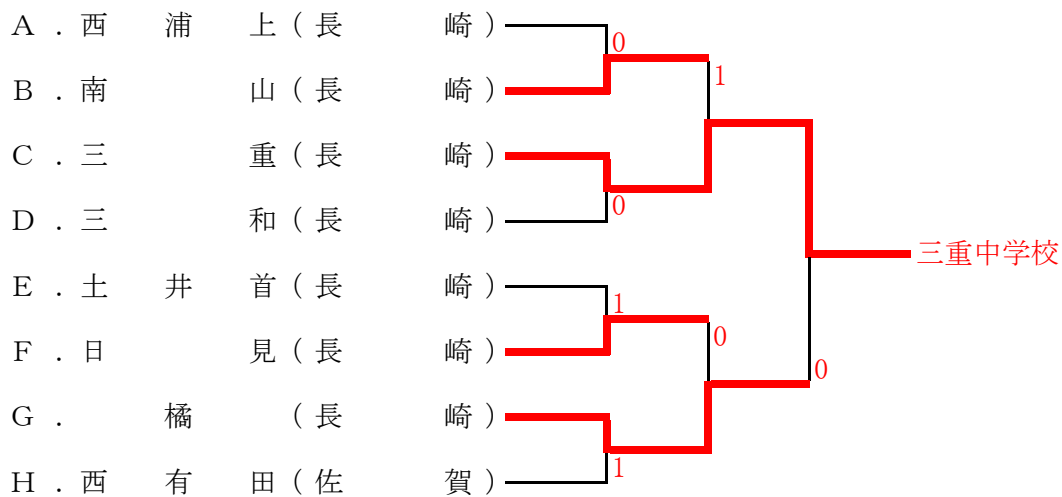 A．西浦上（長崎）
0
1
B．南山（長崎）
C．三重（長崎）
0
D．三和（長崎）
三重中学校
E．土井首（長崎）
1
0
F．日見（長崎）
0
G．橘（長崎）
1
H．西有田（佐賀）